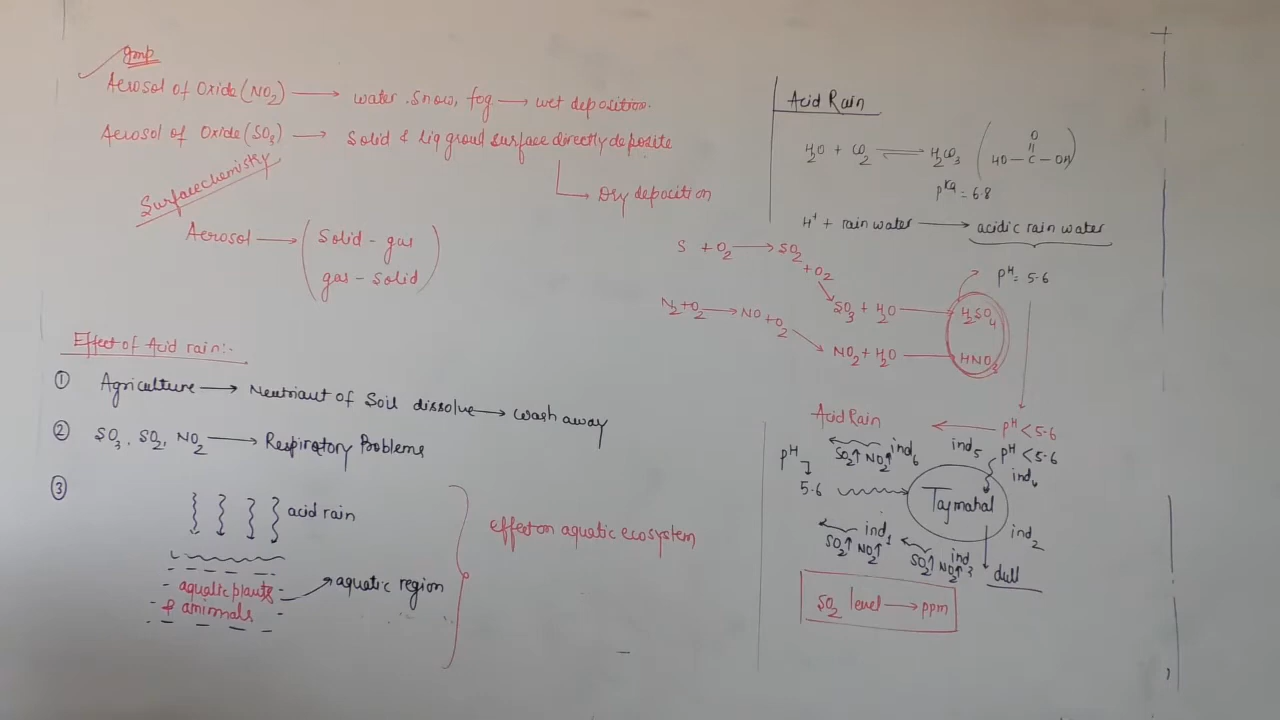 Imp
Aerosol of Oxide (NO2) → water, snow, fog → wet deposition.
Aerosol of Oxide (SO3) → Solid & liq groud surface directly deposite
→ Dry deposition
Surfacechemistry
Aerosol → (Solid - gas
gas - Solid)
Effect of Acid rain:-
① Agriculture → Neutriant of Soil dissolve → wash away
② SO3, SO2, NO2 → Respiratory Problems
③
acid rain
aquatic plants
& aminmals
→ aquatic region
effect on aquatic ecosystem
Acid Rain
H2O + CO2 ⇌ H2CO3 (HO-C-OH)
O
pKa = 6.8
H+ + rain water → acidic rain water
pH = 5.6
S + O2 → SO2
+ O2
SO3 + H2O → H2SO4
N2 + O2 → NO + O2
NO2 + H2O — HNO3
Acid Rain ← pH < 5.6
pH < 5.6
pH
5.6
SO2↑ NO2↑ ind6
ind5
ind4
Tajmahal
ind1
SO2↑ NO2↑
ind2
ind3
SO2↑ NO2↑
dull
SO2 level → ppm